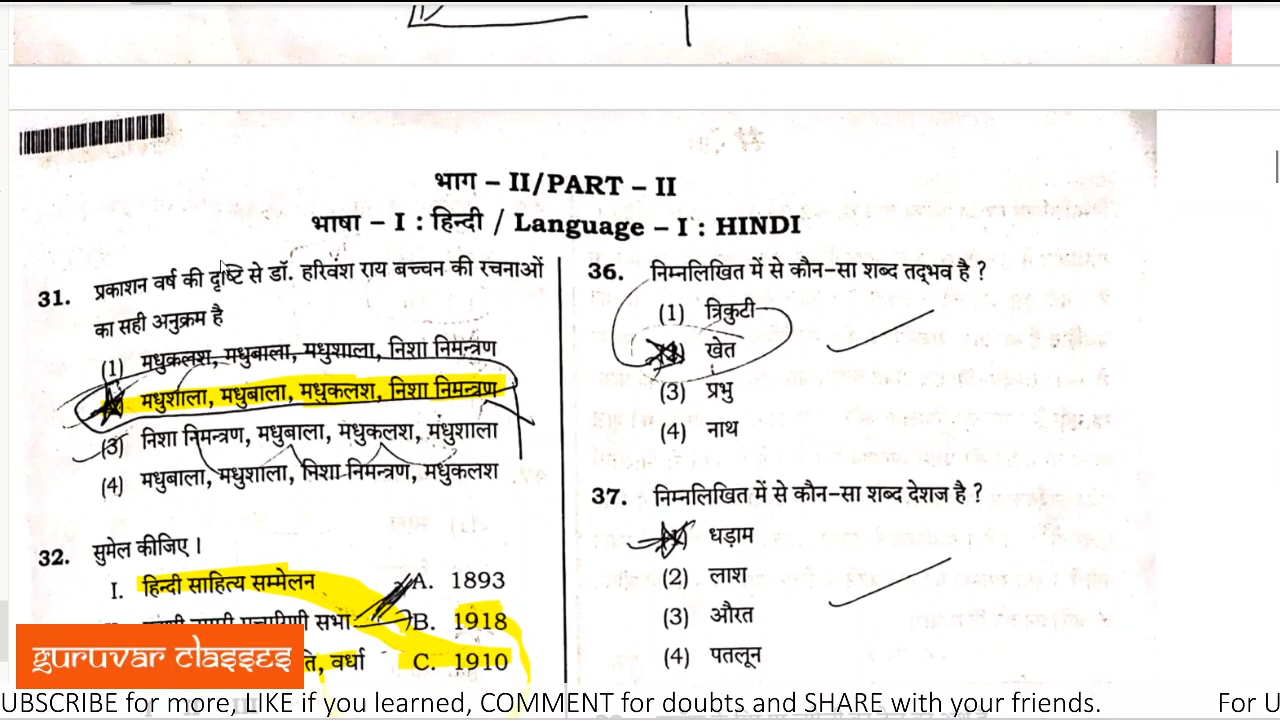 भाग – II/PART – II
भाषा – I : हिन्दी / Language – I : HINDI
31. प्रकाशन वर्ष की दृष्टि से डॉ. हरिवंश राय बच्चन की रचनाओं
का सही अनुक्रम है
(1) मधुकलश, मधुबाला, मधुशाला, निशा निमन्त्रण
मधुशाला, मधुबाला, मधुकलश, निशा निमन्त्रण
(3) निशा निमन्त्रण, मधुबाला, मधुकलश, मधुशाला
(4) मधुबाला, मधुशाला, निशा निमन्त्रण, मधुकलश
32. सुमेल कीजिए ।
I. हिन्दी साहित्य सम्मेलन A. 1893
सभा B. 1918
वर्धा C. 1910
36. निम्नलिखित में से कौन-सा शब्द तद्भव है ?
(1) त्रिकुटी
खेत
(3) प्रभु
(4) नाथ
37. निम्नलिखित में से कौन-सा शब्द देशज है ?
धड़ाम
(2) लाश
(3) औरत
(4) पतलून
guruvar classes
UBSCRIBE for more, LIKE if you learned, COMMENT for doubts and SHARE with your friends. For U